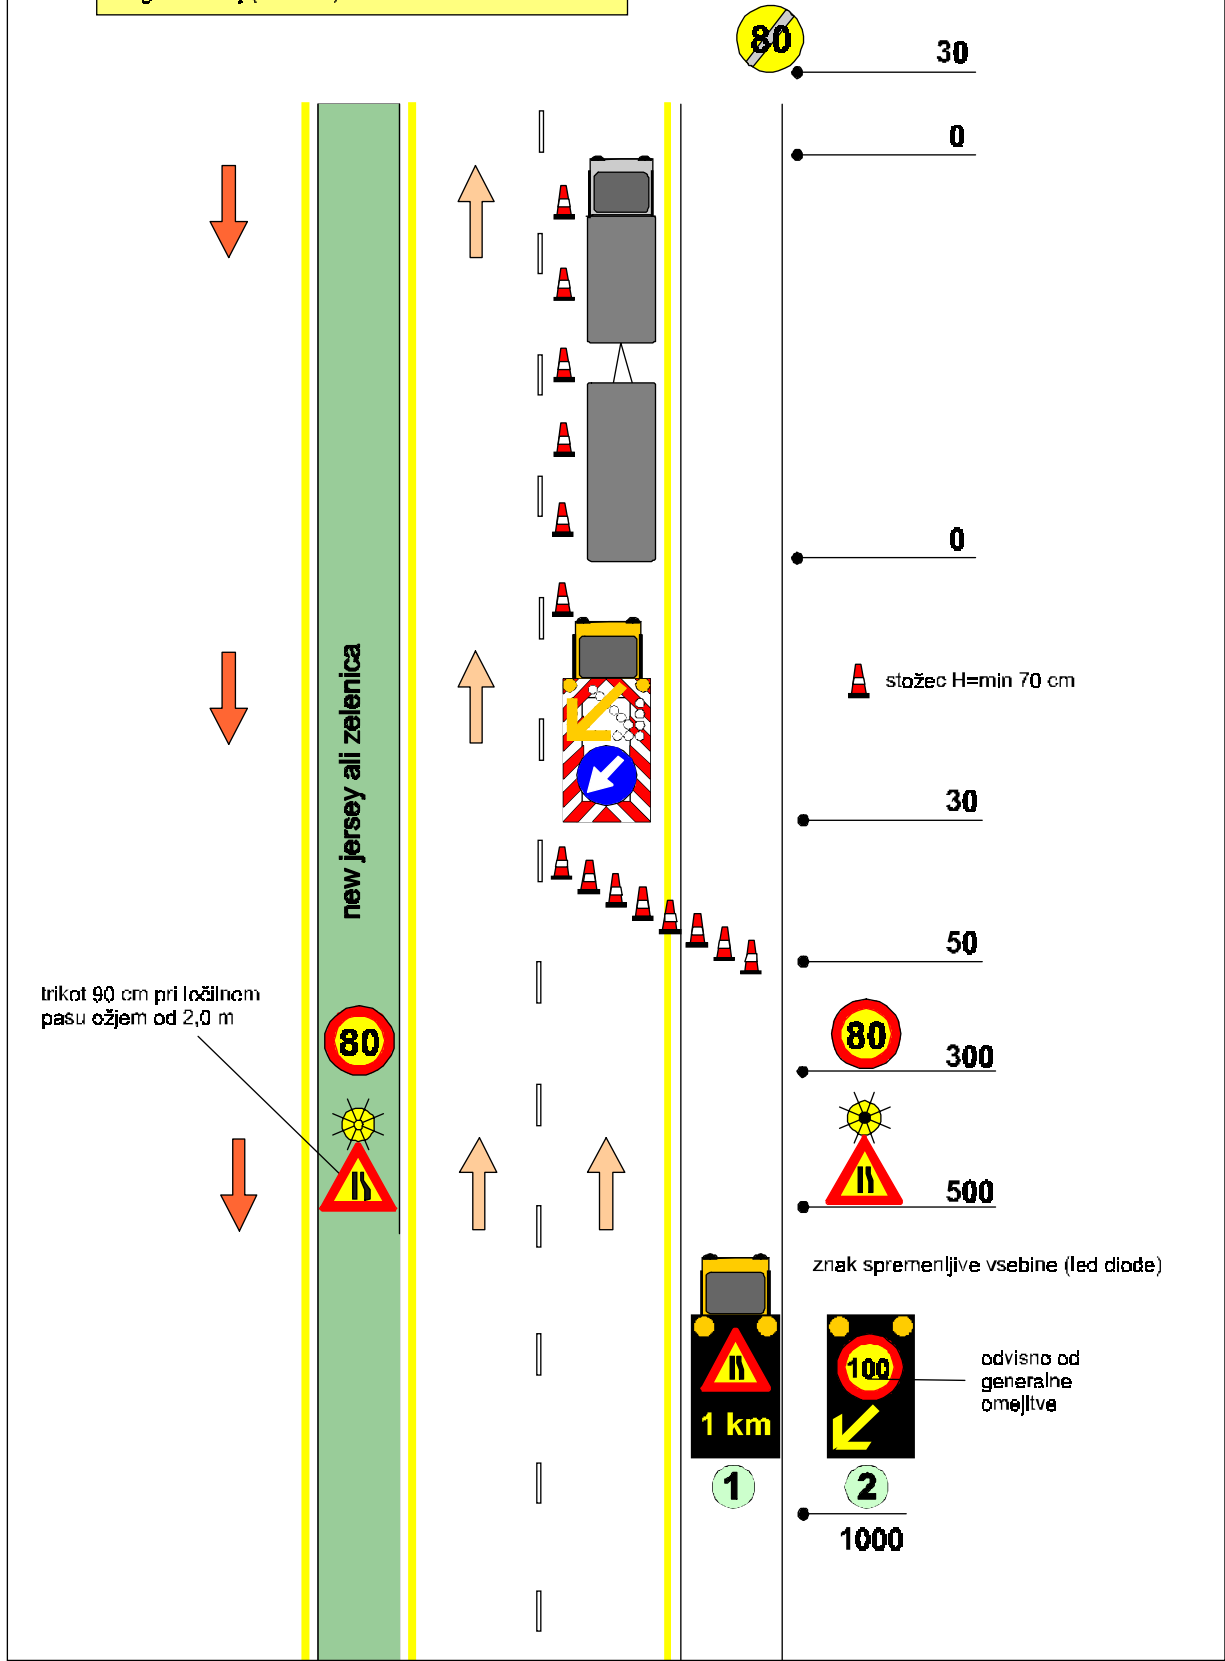 80
30
0
0
stožec H=min 70 cm
new jersey ali zelenica
30
50
trikot 90 cm pri ločilnem
pasu ožjem od 2,0 m
80
80
300
500
znak spremenljive vsebine (led diode)
100
odvisno od
generalne
omejitve
1 km
1
2
1000